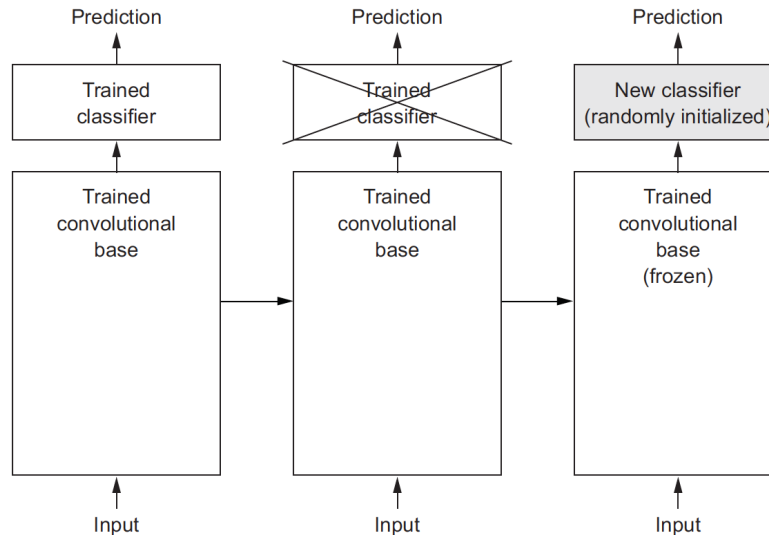 Prediction
Trained
classifier
Trained
convolutional
base
Input
Prediction
Trained
classifier
Trained
convolutional
base
Input
Prediction
New classifier
(randomly initialized)
Trained
convolutional
base
(frozen)
Input